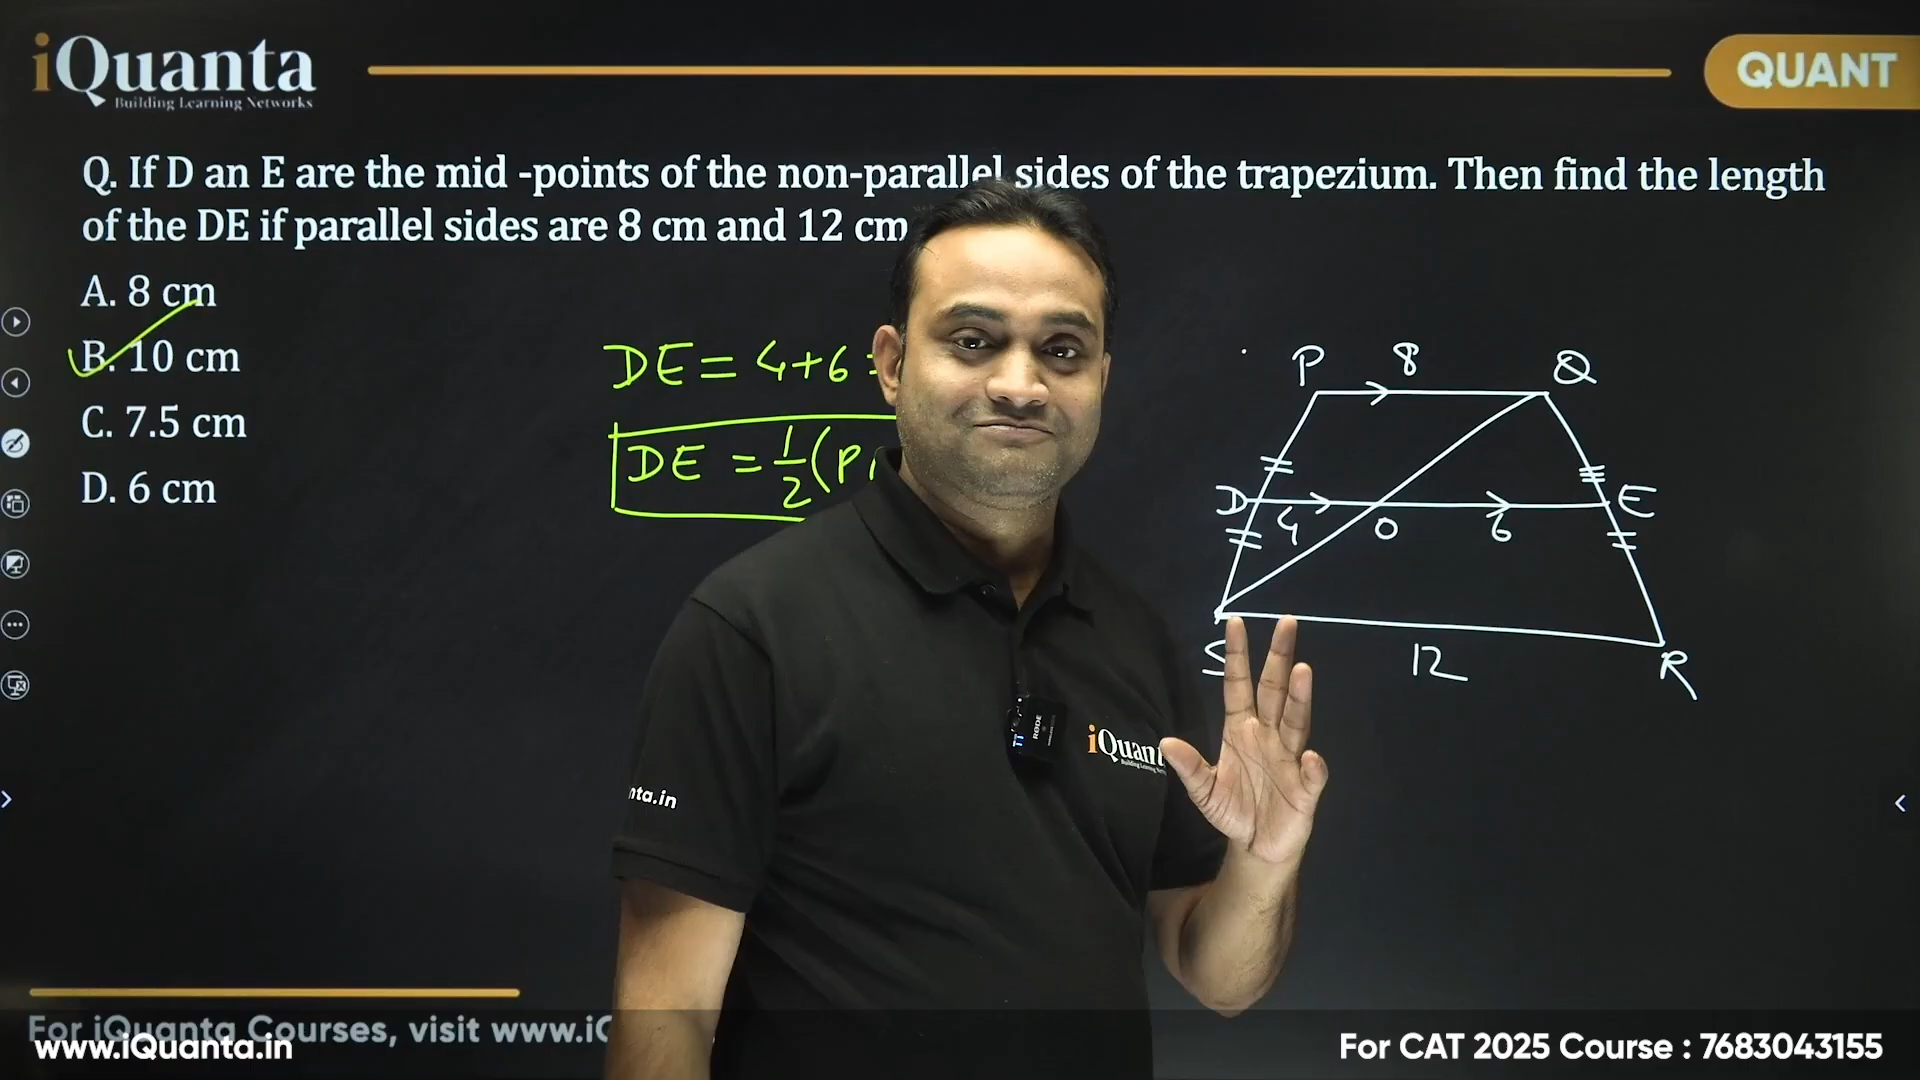 iQuanta
Building Learning Networks
QUANT
Q. If D an E are the mid -points of the non-parallel sides of the trapezium. Then find the length
of the DE if parallel sides are 8 cm and 12 cm
A. 8 cm
B. 10 cm
C. 7.5 cm
D. 6 cm
DE = 4+6 =
DE = 1/2 (P
P 8 Q
D 4 O 6 E
S 12 R
RØDE
iQuant
nta.in
For iQuanta Courses, visit www.iQ
www.iQuanta.in
For CAT 2025 Course : 7683043155